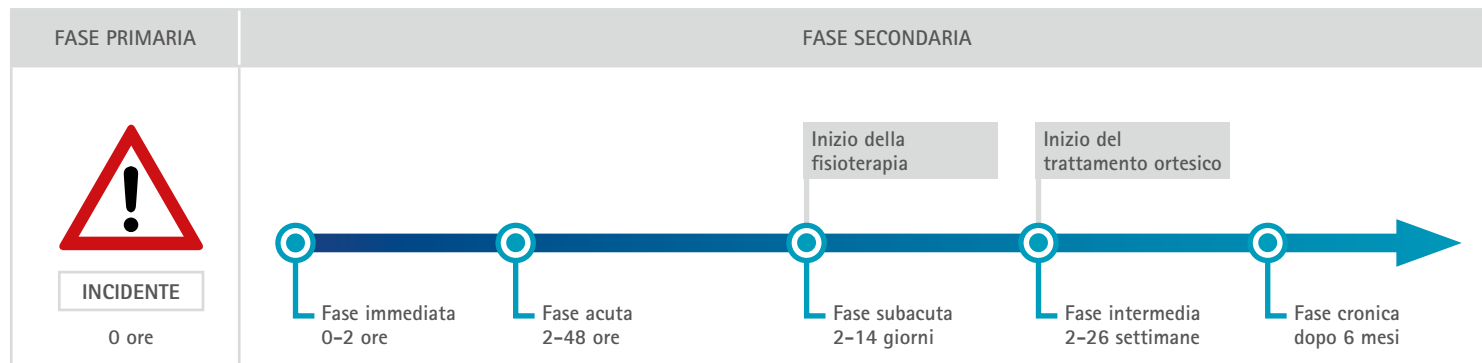 FASE PRIMARIA
FASE SECONDARIA
INCIDENTE
0 ore
Inizio della
fisioterapia
Inizio del
trattamento ortesico
Fase immediata
0-2 ore
Fase acuta
2-48 ore
Fase subacuta
2-14 giorni
Fase intermedia
2-26 settimane
Fase cronica
dopo 6 mesi